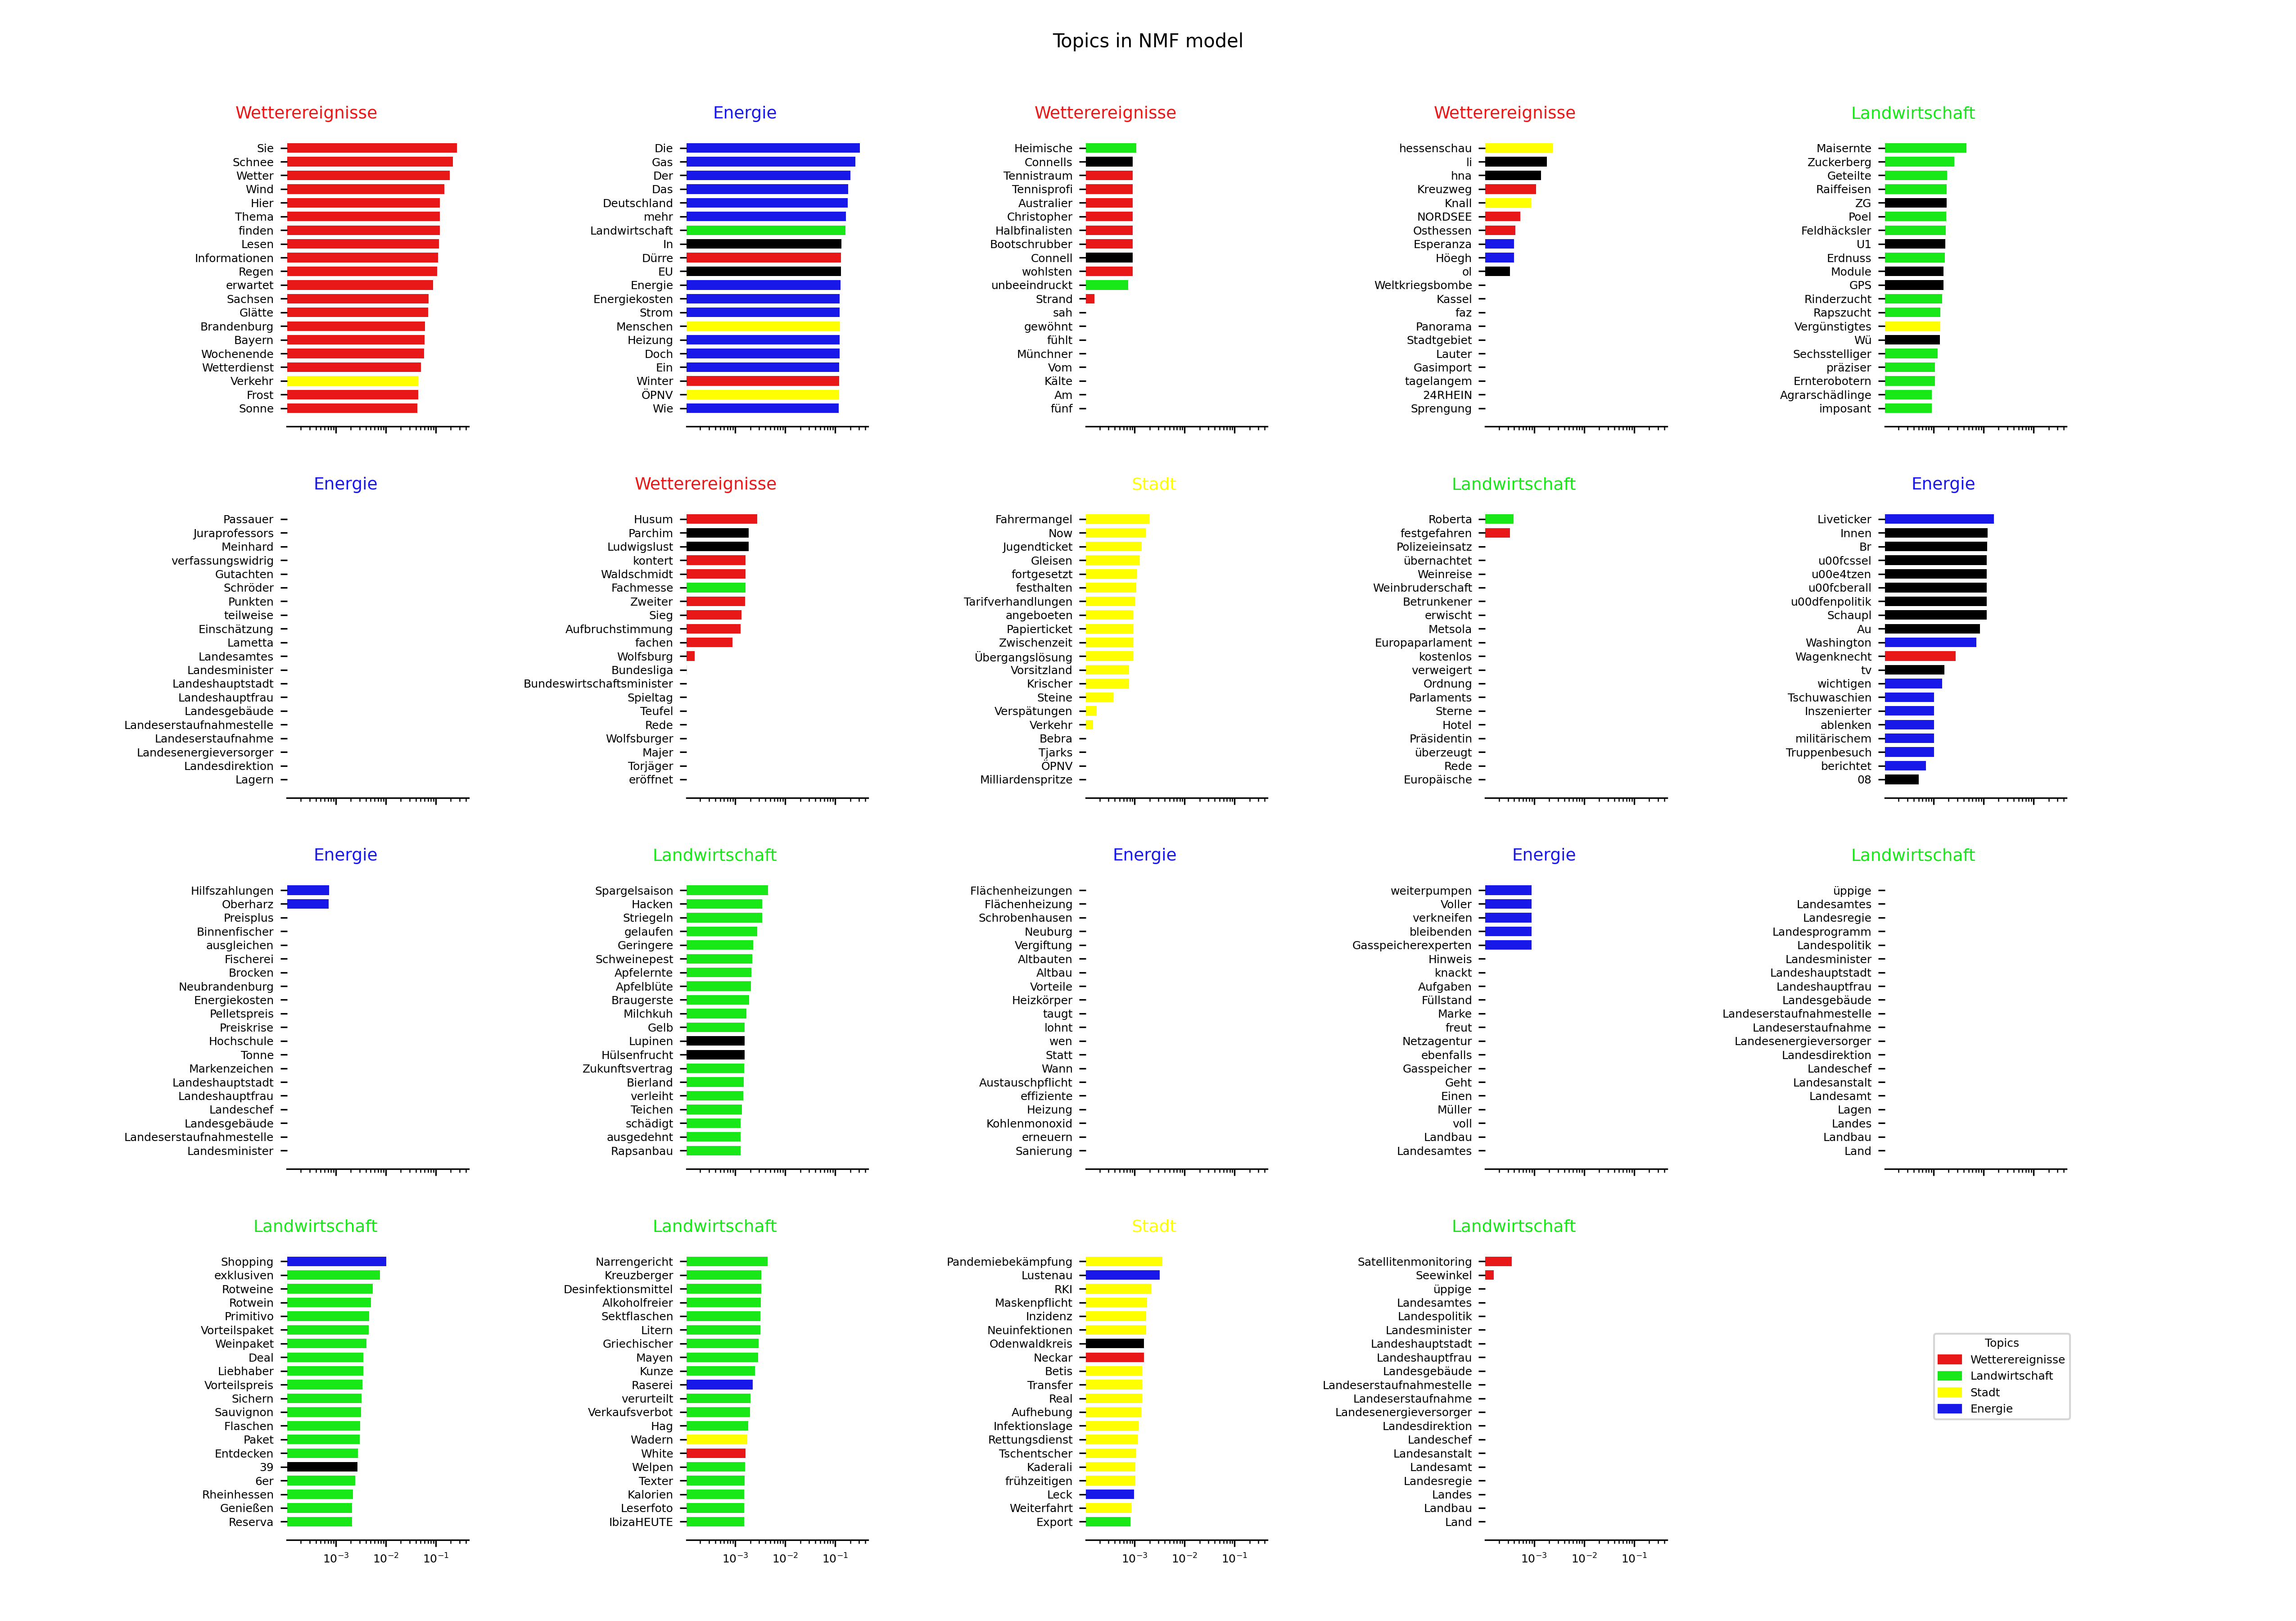 Topics in NMF model
Wetterereignisse
Sie
Schnee
Wetter
Wind
Hier
Thema
finden
Lesen
Informationen
Regen
erwartet
Sachsen
Glätte
Brandenburg
Bayern
Wochenende
Wetterdienst
Verkehr
Frost
Sonne
Energie
Die
Gas
Der
Das
Deutschland
mehr
Landwirtschaft
In
Dürre
EU
Energie
Energiekosten
Strom
Menschen
Heizung
Doch
Ein
Winter
ÖPNV
Wie
Wetterereignisse
Heimische
Connells
Tennistraum
Tennisprofi
Australier
Christopher
Halbfinalisten
Bootschrubber
Connell
wohlsten
unbeeindruckt
Strand
sah
gewöhnt
fühlt
Münchner
Vom
Kälte
Am
fünf
Wetterereignisse
hessenschau
li
hna
Kreuzweg
Knall
NORDSEE
Osthessen
Esperanza
Höegh
ol
Weltkriegsbombe
Kassel
faz
Panorama
Stadtgebiet
Lauter
Gasimport
tagelangem
24RHEIN
Sprengung
Landwirtschaft
Maisernte
Zuckerberg
Geteilte
Raiffeisen
ZG
Poel
Feldhäcksler
U1
Erdnuss
Module
GPS
Rinderzucht
Rapszucht
Vergünstigtes
Wü
Sechsstelliger
präziser
Ernterobotern
Agrarschädlinge
imposant
Energie
Passauer
Juraprofessors
Meinhard
verfassungswidrig
Gutachten
Schröder
Punkten
teilweise
Einschätzung
Lametta
Landesamtes
Landesminister
Landeshauptstadt
Landeshauptfrau
Landesgebäude
Landeserstaufnahmestelle
Landeserstaufnahme
Landesenergieversorger
Landesdirektion
Lagern
Wetterereignisse
Husum
Parchim
Ludwigslust
kontert
Waldschmidt
Fachmesse
Zweiter
Sieg
Aufbruchstimmung
fachen
Wolfsburg
Bundesliga
Bundeswirtschaftsminister
Spieltag
Teufel
Rede
Wolfsburger
Majer
Torjäger
eröffnet
Stadt
Fahrermangel
Now
Jugendticket
Gleisen
fortgesetzt
festhalten
Tarifverhandlungen
angeboten
Papierticket
Zwischenzeit
Übergangslösung
Vorsitzland
Krischer
Steine
Verspätungen
Verkehr
Bebra
Tjarks
ÖPNV
Milliardenspritze
Landwirtschaft
Roberta
festgefahren
Polizeieinsatz
übernachtet
Weinreise
Weinbruderschaft
Betrunkener
erwischt
Metsola
Europaparlament
kostenlos
verweigert
Ordnung
Parlaments
Sterne
Hotel
Präsidentin
überzeugt
Rede
Europäische
Energie
Liveticker
Innen
Br
u00fcssel
u00e4tzen
u00fcberall
u00dfenpolitik
Schaupl
Au
Washington
Wagenknecht
tv
wichtigen
Tschuwaschien
Inszenierter
ablenken
militärischem
Truppenbesuch
berichtet
08
Energie
Hilfszahlungen
Oberharz
Preisplus
Binnenfischer
ausgleichen
Fischerei
Brocken
Neubrandenburg
Energiekosten
Pelletspreis
Preiskrise
Hochschule
Tonne
Markenzeichen
Landeshauptstadt
Landeshauptfrau
Landeschef
Landesgebäude
Landeserstaufnahmestelle
Landesminister
Landwirtschaft
Spargelsaison
Hacken
Striegeln
gelaufen
Geringere
Schweinepest
Apfelernte
Apfelblüte
Braugerste
Milchkuh
Gelb
Lupinen
Hülsenfrucht
Zukunftsvertrag
Bierland
verleiht
Teichen
schädigt
ausgedehnt
Rapsanbau
Energie
Flächenheizungen
Flächenheizung
Schrobenhausen
Neuburg
Vergiftung
Altbauten
Altbau
Vorteile
Heizkörper
taugt
lohnt
wen
Statt
Wann
Austauschpflicht
effiziente
Heizung
Kohlenmonoxid
erneuern
Sanierung
Energie
weiterpumpen
Voller
verkneifen
bleibenden
Gasspeicherexperten
Hinweis
knackt
Aufgaben
Füllstand
Marke
freut
Netzagentur
ebenfalls
Gasspeicher
Geht
Einen
Müller
voll
Landbau
Landesamtes
Landwirtschaft
üppige
Landesamtes
Landesregie
Landesprogramm
Landespolitik
Landesminister
Landeshauptstadt
Landeshauptfrau
Landesgebäude
Landeserstaufnahmestelle
Landeserstaufnahme
Landesenergieversorger
Landesdirektion
Landeschef
Landesanstalt
Landesamt
Lagen
Landes
Landbau
Land
Landwirtschaft
Shopping
exklusiven
Rotweine
Rotwein
Primitivo
Vorteilspaket
Weinpaket
Deal
Liebhaber
Vorteilspreis
Sichern
Sauvignon
Flaschen
Paket
Entdecken
39
6er
Rheinhessen
Genießen
Reserva
10⁻³ 10⁻² 10⁻¹
Landwirtschaft
Narrengericht
Kreuzberger
Desinfektionsmittel
Alkoholfreier
Sektflaschen
Litern
Griechischer
Mayen
Kunze
Raserei
verurteilt
Verkaufsverbot
Hag
Wadern
White
Welpen
Texter
Kalorien
Leserfoto
IbizaHEUTE
10⁻³ 10⁻² 10⁻¹
Stadt
Pandemiebekämpfung
Lustenau
RKI
Maskenpflicht
Inzidenz
Neuinfektionen
Odenwaldkreis
Neckar
Betis
Transfer
Real
Aufhebung
Infektionslage
Rettungsdienst
Tschentscher
Kaderali
frühzeitigen
Leck
Weiterfahrt
Export
10⁻³ 10⁻² 10⁻¹
Landwirtschaft
Satellitenmonitoring
Seewinkel
üppige
Landesamtes
Landespolitik
Landesminister
Landeshauptstadt
Landeshauptfrau
Landesgebäude
Landeserstaufnahmestelle
Landeserstaufnahme
Landesenergieversorger
Landesdirektion
Landeschef
Landesanstalt
Landesamt
Landesregie
Landes
Landbau
Land
10⁻³ 10⁻² 10⁻¹
Topics
Wetterereignisse
Landwirtschaft
Stadt
Energie